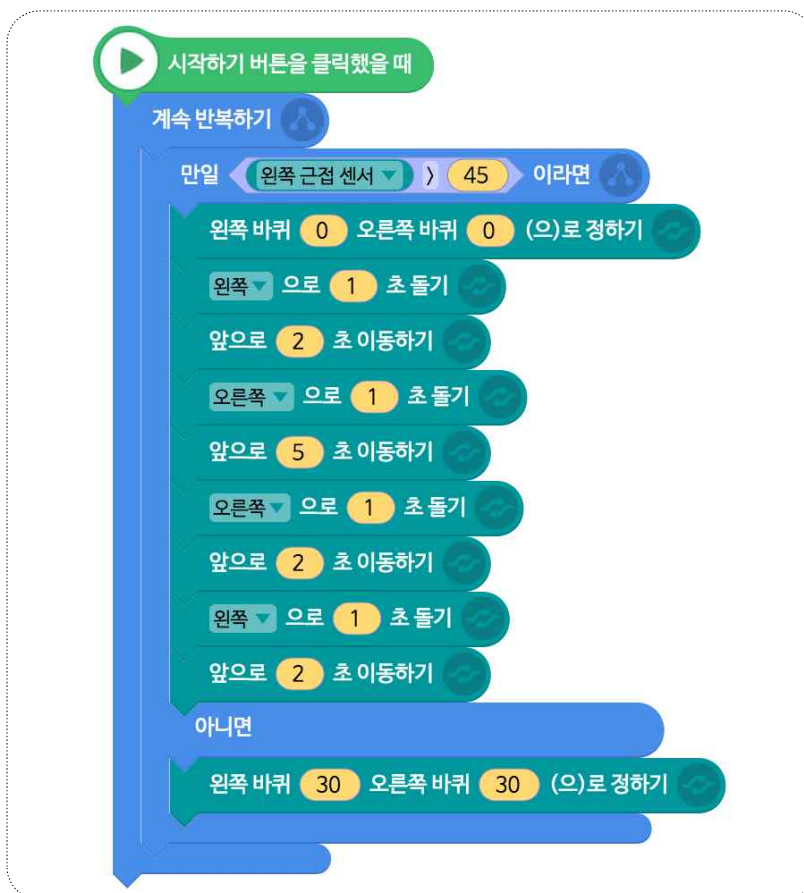 시작하기 버튼을 클릭했을 때
계속 반복하기
만일 왼쪽 근접 센서 > 45 이라면
왼쪽 바퀴 0 오른쪽 바퀴 0 (으)로 정하기
왼쪽 으로 1 초 돌기
앞으로 2 초 이동하기
오른쪽 으로 1 초 돌기
앞으로 5 초 이동하기
오른쪽 으로 1 초 돌기
앞으로 2 초 이동하기
왼쪽 으로 1 초 돌기
앞으로 2 초 이동하기
아니면
왼쪽 바퀴 30 오른쪽 바퀴 30 (으)로 정하기